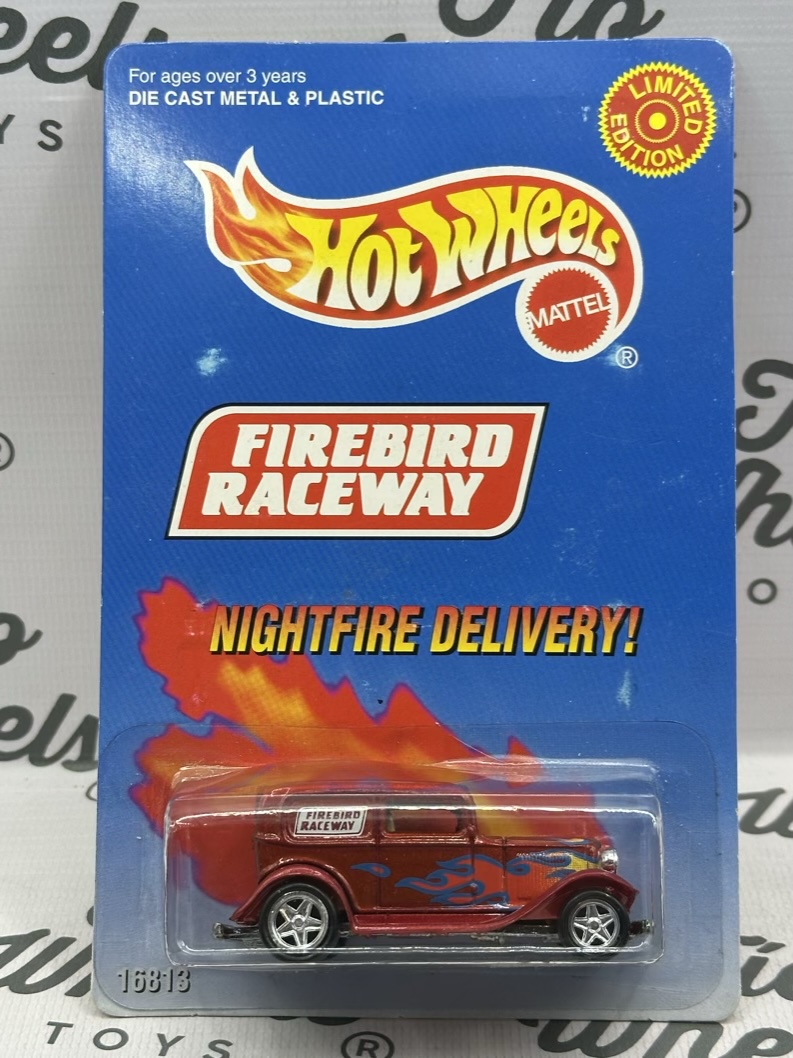 For ages over 3 years
DIE CAST METAL & PLASTIC
LIMITED
EDITION
HOT WHEELS
MATTEL
®
FIREBIRD
RACEWAY
NIGHTFIRE DELIVERY!
FIREBIRD
RACEWAY
16813
TOYS ®